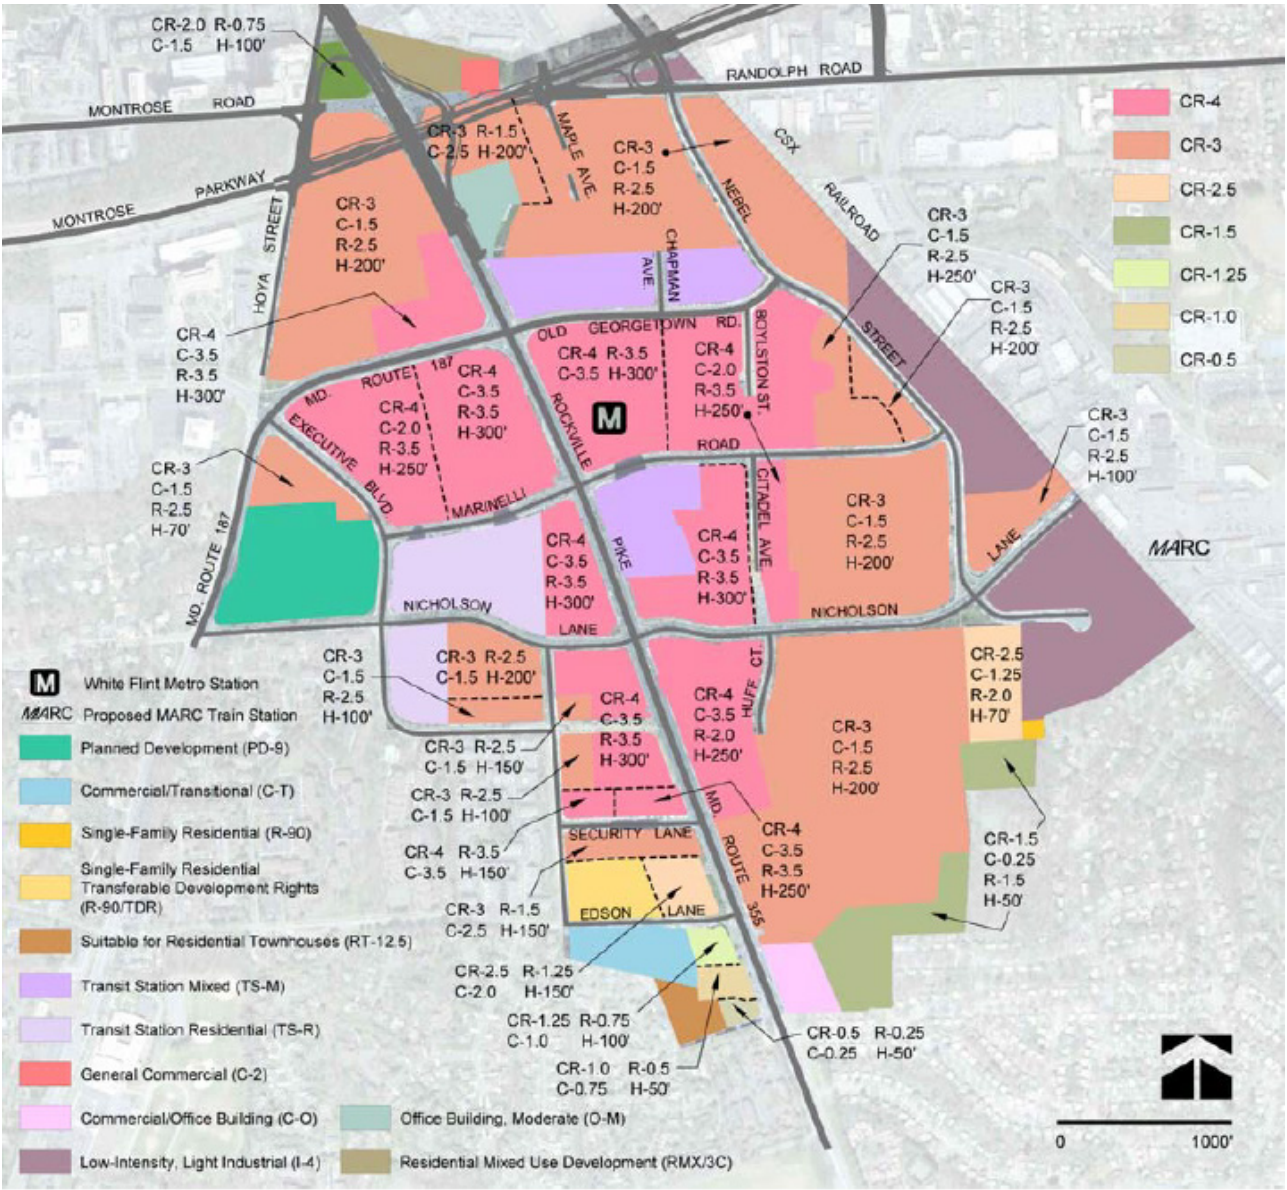 CR-2.0 R-0.75
C-1.5 H-100'
MONTROSE ROAD
RANDOLPH ROAD
MONTROSE PARKWAY
HOYA STREET
CR-3 R-1.5
C-2.5 H-200'
MAPLE AVE.
CR-3
C-1.5
R-2.5
H-200'
NEBEL STREET
CSX RAILROAD
CR-4
CR-3
CR-2.5
CR-1.5
CR-1.25
CR-1.0
CR-0.5
CR-3
C-1.5
R-2.5
H-200'
CR-3
C-1.5
R-2.5
H-250'
CR-3
C-1.5
R-2.5
H-200'
CHAPMAN AVE.
CR-4
C-3.5
R-3.5
H-300'
OLD GEORGETOWN RD.
BOYLSTON ST.
MD. ROUTE 187
CR-4
C-3.5
R-3.5
H-300'
CR-4 R-3.5
C-3.5 H-300'
CR-4
C-2.0
R-3.5
H-250'
CR-4
C-2.0
R-3.5
H-250'
M
ROCKVILLE PIKE
EXECUTIVE BLVD.
MARINELLI ROAD
CR-3
C-1.5
R-2.5
H-100'
CR-3
C-1.5
R-2.5
H-70'
MD. ROUTE 187
CITADEL AVE.
CR-3
C-1.5
R-2.5
H-200'
CR-4
C-3.5
R-3.5
H-300'
CR-4
C-3.5
R-3.5
H-300'
LANE
MARC
NICHOLSON LANE
NICHOLSON
CR-3
C-1.5
R-2.5
H-100'
CR-3 R-2.5
C-1.5 H-200'
HUFF CT.
CR-2.5
C-1.25
R-2.0
H-70'
CR-4
C-3.5
R-3.5
H-300'
CR-4
C-3.5
R-2.0
H-250'
CR-3
C-1.5
R-2.5
H-200'
CR-3 R-2.5
C-1.5 H-150'
CR-3 R-2.5
C-1.5 H-100'
CR-4 R-3.5
C-3.5 H-150'
MD. ROUTE 355
SECURITY LANE
CR-4
C-3.5
R-3.5
H-250'
CR-1.5
C-0.25
R-1.5
H-50'
CR-3 R-1.5
C-2.5 H-150'
EDSON LANE
CR-2.5 R-1.25
C-2.0 H-150'
CR-1.25 R-0.75
C-1.0 H-100'
CR-1.0 R-0.5
C-0.75 H-50'
CR-0.5 R-0.25
C-0.25 H-50'
M White Flint Metro Station
MARC Proposed MARC Train Station
Planned Development (PD-9)
Commercial/Transitional (C-T)
Single-Family Residential (R-90)
Single-Family Residential
Transferable Development Rights
(R-90/TDR)
Suitable for Residential Townhouses (RT-12.5)
Transit Station Mixed (TS-M)
Transit Station Residential (TS-R)
General Commercial (C-2)
Commercial/Office Building (C-O)
Office Building, Moderate (O-M)
Low-Intensity, Light Industrial (I-4)
Residential Mixed Use Development (RMX/3C)
0 1000'